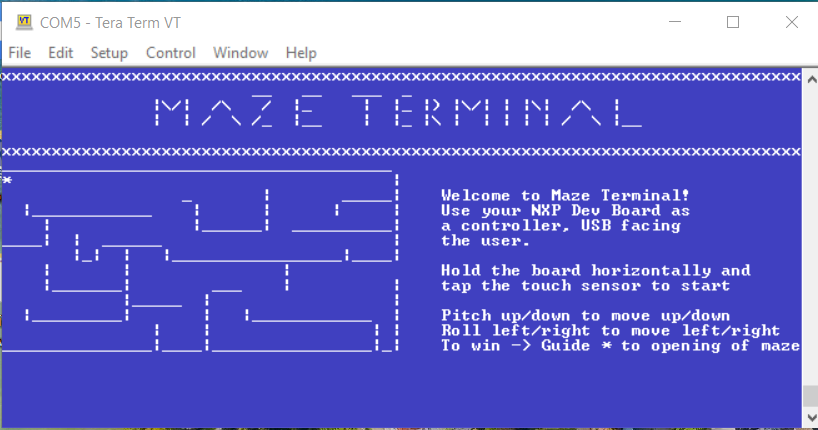 COM5 - Tera Term VT
File Edit Setup Control Window Help
xxxxxxxxxxxxxxxxxxxxxxxxxxxxxxxxxxxxxxxxxxxxxxxxxxxxxxxxxxxxxxxxxxxxxxxxxxxxxxxx
MAZE TERMINAL
xxxxxxxxxxxxxxxxxxxxxxxxxxxxxxxxxxxxxxxxxxxxxxxxxxxxxxxxxxxxxxxxxxxxxxxxxxxxxxxx
*
Welcome to Maze Terminal!
Use your NXP Dev Board as
a controller, USB facing
the user.
Hold the board horizontally and
tap the touch sensor to start
Pitch up/down to move up/down
Roll left/right to move left/right
To win -> Guide * to opening of maze